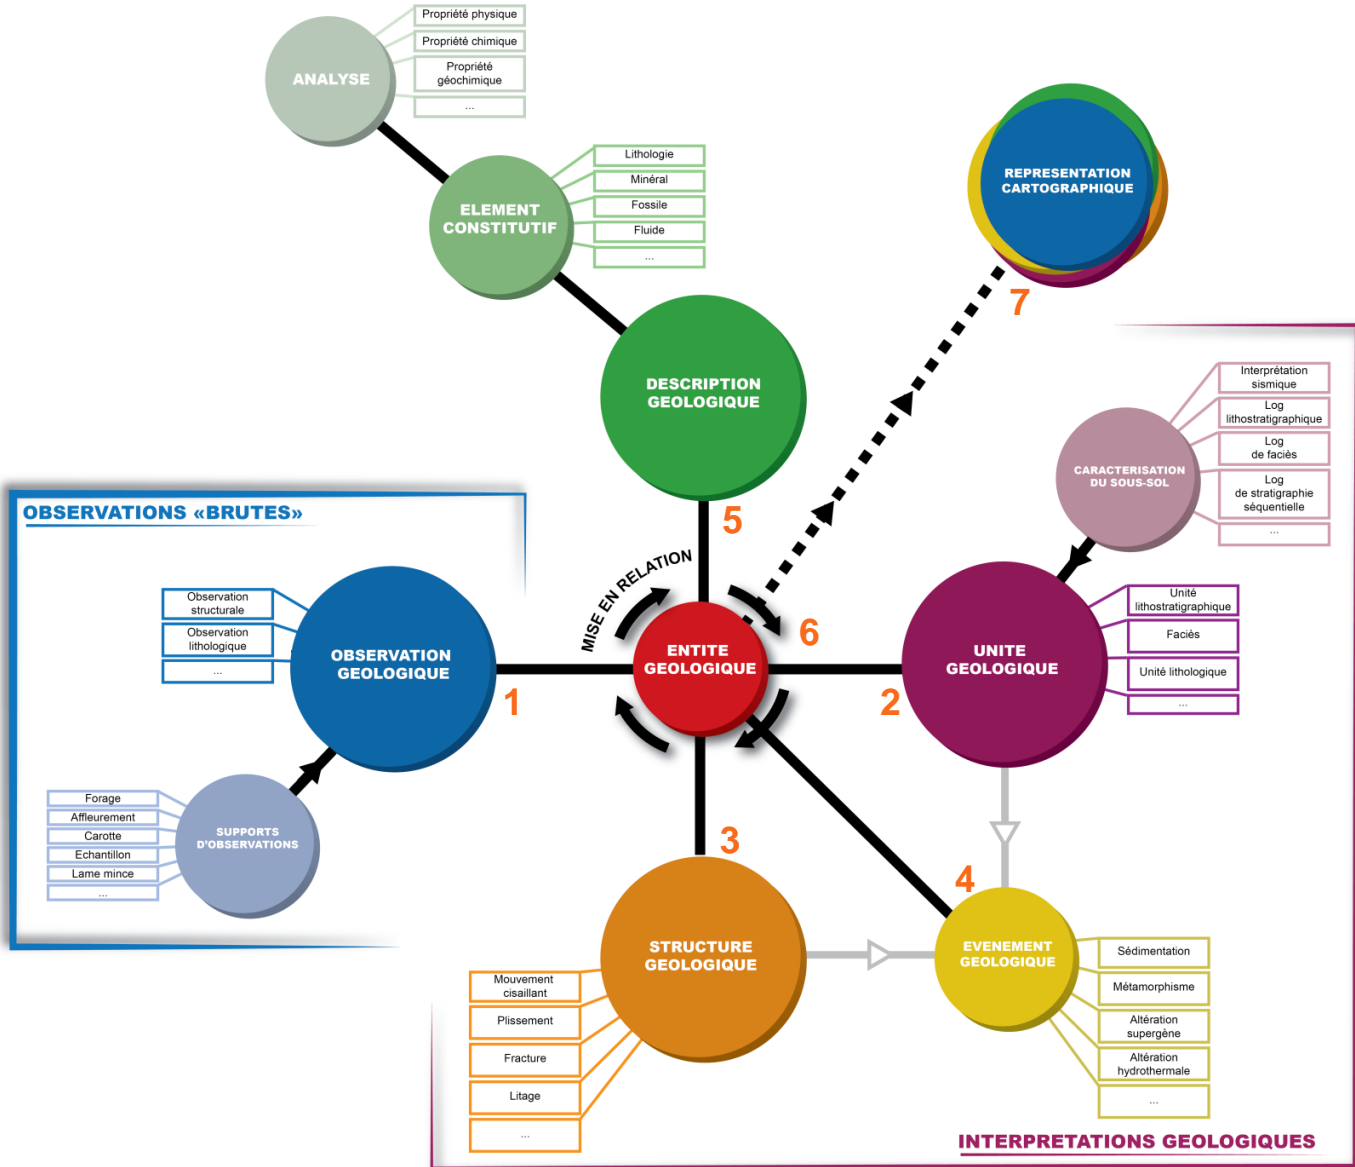 Propriété physique
Propriété chimique
Propriété
géochimique
...
ANALYSE
Lithologie
Minéral
Fossile
Fluide
...
ELEMENT
CONSTITUTIF
REPRESENTATION
CARTOGRAPHIQUE
7
DESCRIPTION
GEOLOGIQUE
5
Interprétation
sismique
Log
lithostratigraphique
Log
de faciès
Log
de stratigraphie
séquentielle
...
CARACTERISATION
DU SOUS-SOL
OBSERVATIONS «BRUTES»
Observation
structurale
Observation
lithologique
...
OBSERVATION
GEOLOGIQUE
1
MISE EN RELATION
ENTITE
GEOLOGIQUE
6
2
UNITE
GEOLOGIQUE
Unité
lithostratigraphique
Faciès
Unité lithologique
...
Forage
Affleurement
Carotte
Echantillon
Lame mince
...
SUPPORTS
D'OBSERVATIONS
3
STRUCTURE
GEOLOGIQUE
Mouvement
cisaillant
Plissement
Fracture
Litage
...
4
EVENEMENT
GEOLOGIQUE
Sédimentation
Métamorphisme
Altération
supergène
Altération
hydrothermale
...
INTERPRETATIONS GEOLOGIQUES